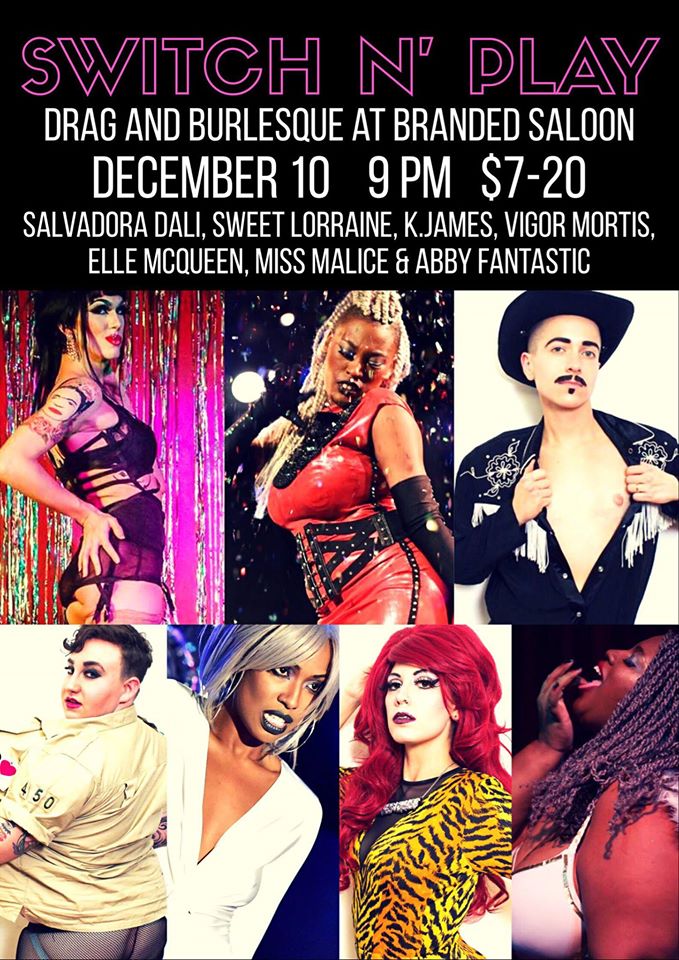 SWITCH N' PLAY
DRAG AND BURLESQUE AT BRANDED SALOON
DECEMBER 10 9 PM $7-20
SALVADORA DALI, SWEET LORRAINE, K.JAMES, VIGOR MORTIS,
ELLE MCQUEEN, MISS MALICE & ABBY FANTASTIC
450